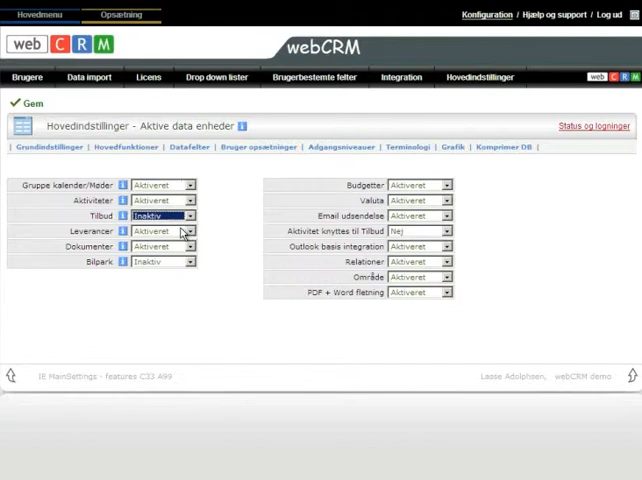 Hovedmenu Opsætning
Konfiguration / Hjælp og support / Log ud
web C R M webCRM
Brugere Data import Licens Drop down lister Brugerbestemte felter Integration Hovedindstillinger web C R M
Gem
Hovedindstillinger - Aktive data enheder Status og logninger
| Grundindstillinger | Hovedfunktioner | Datafelter | Bruger opsætninger | Adgangsniveauer | Terminologi | Grafik | Komprimer DB |
Gruppe kalender/Møder Aktiveret
Aktiviteter Aktiveret
Tilbud Inaktiv
Leverancer Aktiveret
Dokumenter Aktiveret
Bilpark Inaktiv
Budgetter Aktiveret
Valuta Aktiveret
Email udsendelse Aktiveret
Aktivitet knyttes til Tilbud Nej
Outlook basis integration Aktiveret
Relationer Aktiveret
Område Aktiveret
PDF + Word fletning Aktiveret
IE MainSettings - features C33 A99 Lasse Adolphsen, webCRM demo